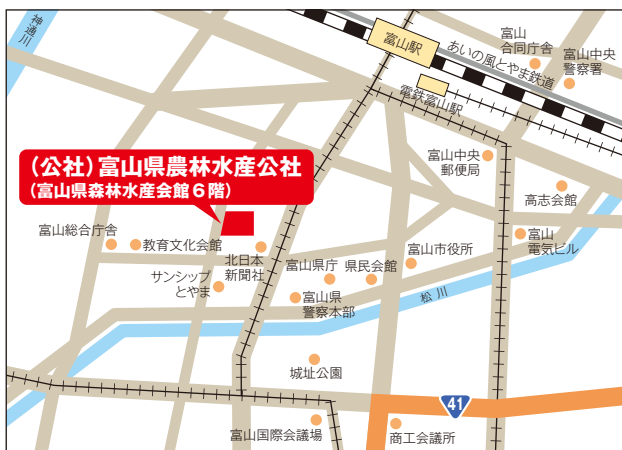 神通川
富山駅
あいの風とやま鉄道
富山
合同庁舎
富山中央
警察署
電鉄富山駅
(公社)富山県農林水産公社
(富山県森林水産会館6階)
富山中央
郵便局
高志会館
富山総合庁舎
教育文化会館
北日本
新聞社
サンシップ
とやま
富山県庁
県民会館
富山市役所
富山
電気ビル
富山県
警察本部
松川
城址公園
41
富山国際会議場
商工会議所